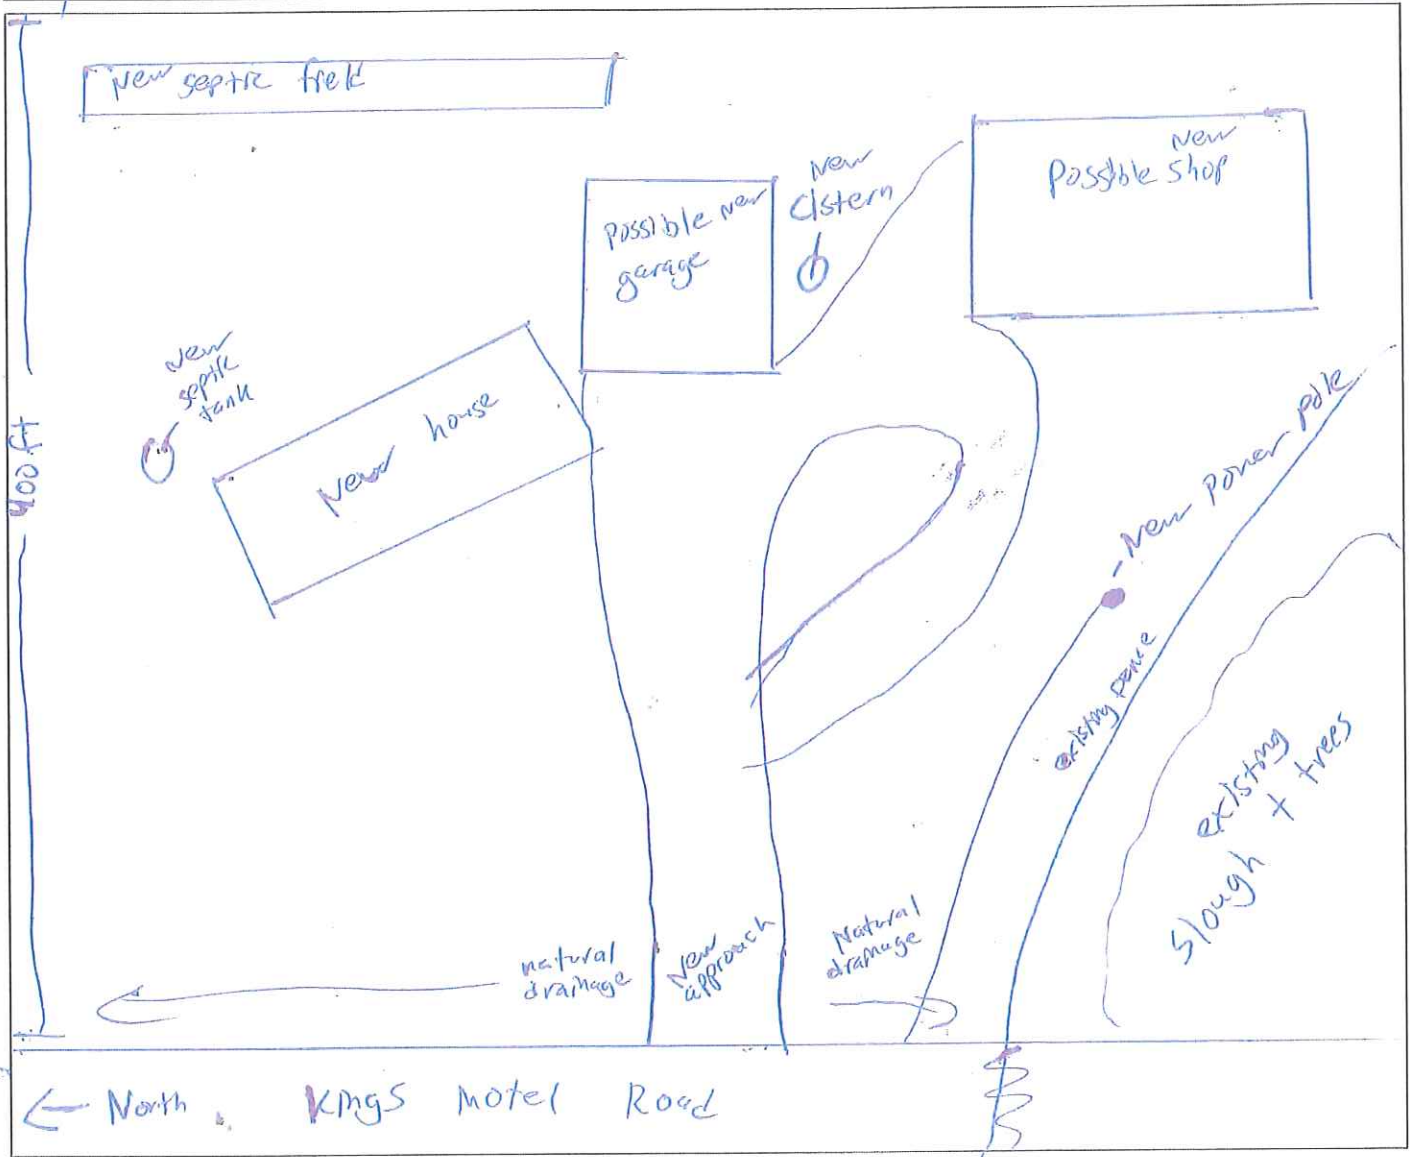 New septic field
New
Possible Shop
New
Cistern
Possible New
garage
New
septic
tank
New house
400 ft
New Power pole
existing fence
existing
slough + trees
natural
drainage
New
approach
Natural
drainage
← North
Kings Motel Road